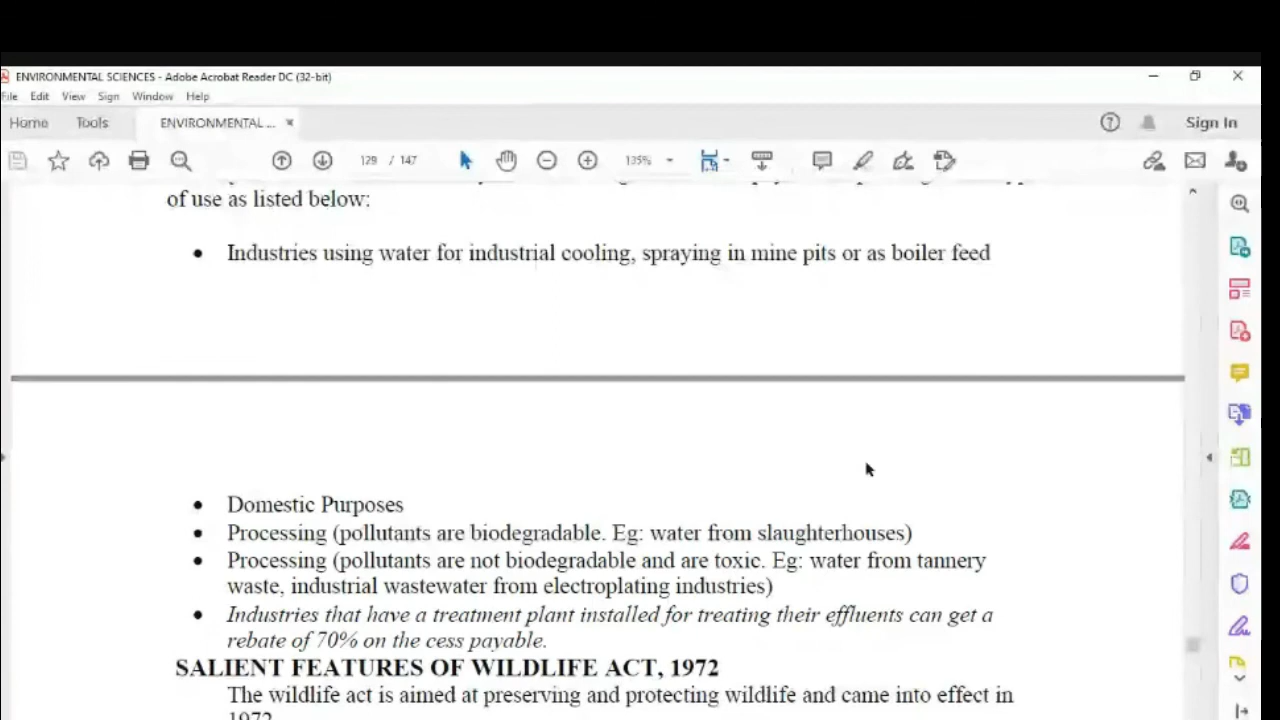 ENVIRONMENTAL SCIENCES - Adobe Acrobat Reader DC (32-bit)
File Edit View Sign Window Help
Home Tools ENVIRONMENTAL ... × Sign In
129 / 147 135%
of use as listed below:
• Industries using water for industrial cooling, spraying in mine pits or as boiler feed
• Domestic Purposes
• Processing (pollutants are biodegradable. Eg: water from slaughterhouses)
• Processing (pollutants are not biodegradable and are toxic. Eg: water from tannery
waste, industrial wastewater from electroplating industries)
• Industries that have a treatment plant installed for treating their effluents can get a
rebate of 70% on the cess payable.
SALIENT FEATURES OF WILDLIFE ACT, 1972
The wildlife act is aimed at preserving and protecting wildlife and came into effect in
1972